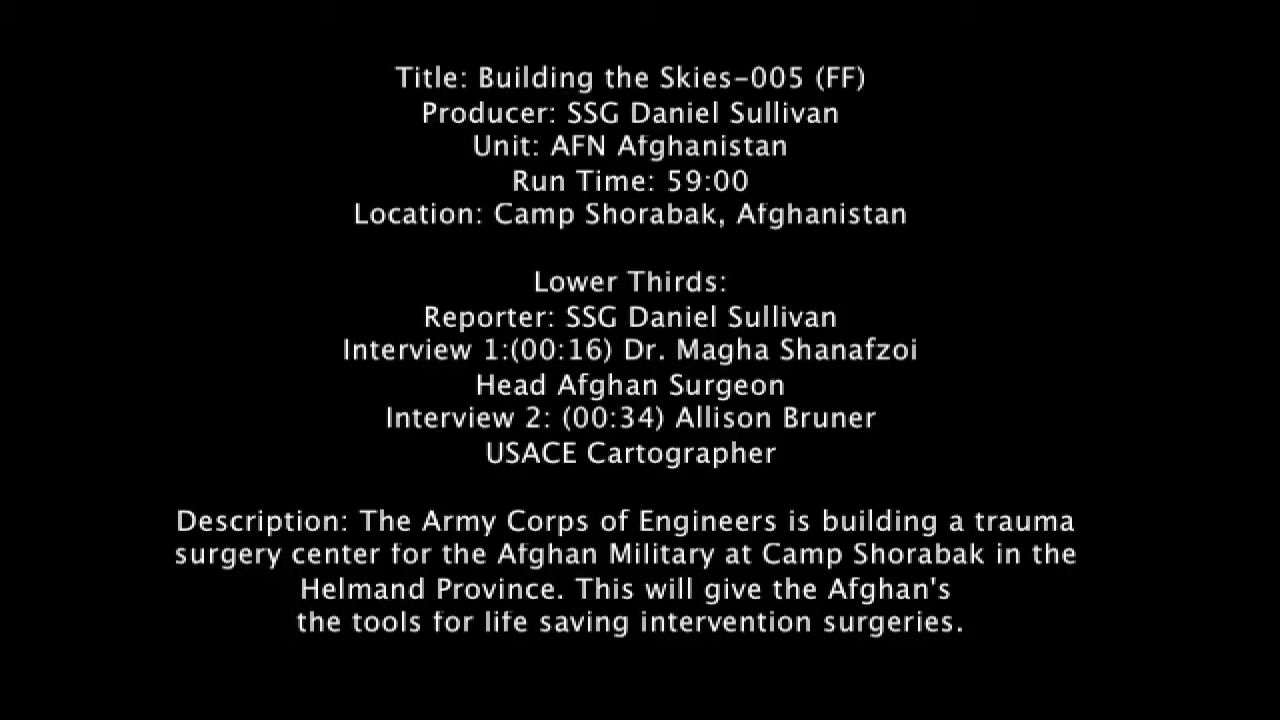 Title: Building the Skies-005 (FF)
Producer: SSG Daniel Sullivan
Unit: AFN Afghanistan
Run Time: 59:00
Location: Camp Shorabak, Afghanistan
Lower Thirds:
Reporter: SSG Daniel Sullivan
Interview 1:(00:16) Dr. Magha Shanafzoi
Head Afghan Surgeon
Interview 2: (00:34) Allison Bruner
USACE Cartographer
Description: The Army Corps of Engineers is building a trauma
surgery center for the Afghan Military at Camp Shorabak in the
Helmand Province. This will give the Afghan's
the tools for life saving intervention surgeries.